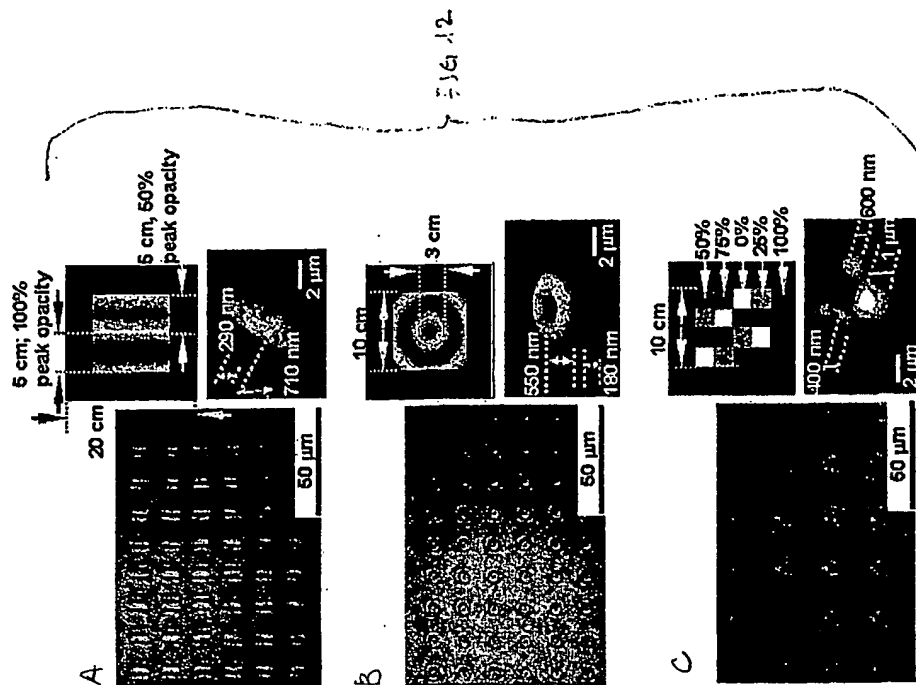 FIG 12
A
5 cm; 100%
peak opacity
5 cm, 50%
peak opacity
20 cm
290 nm
710 nm
2 μm
50 μm
B
10 cm
3 cm
550 nm
180 nm
2 μm
50 μm
C
10 cm
50%
75%
0%
25%
100%
400 nm
600 nm
1 μm
2 μm
50 μm